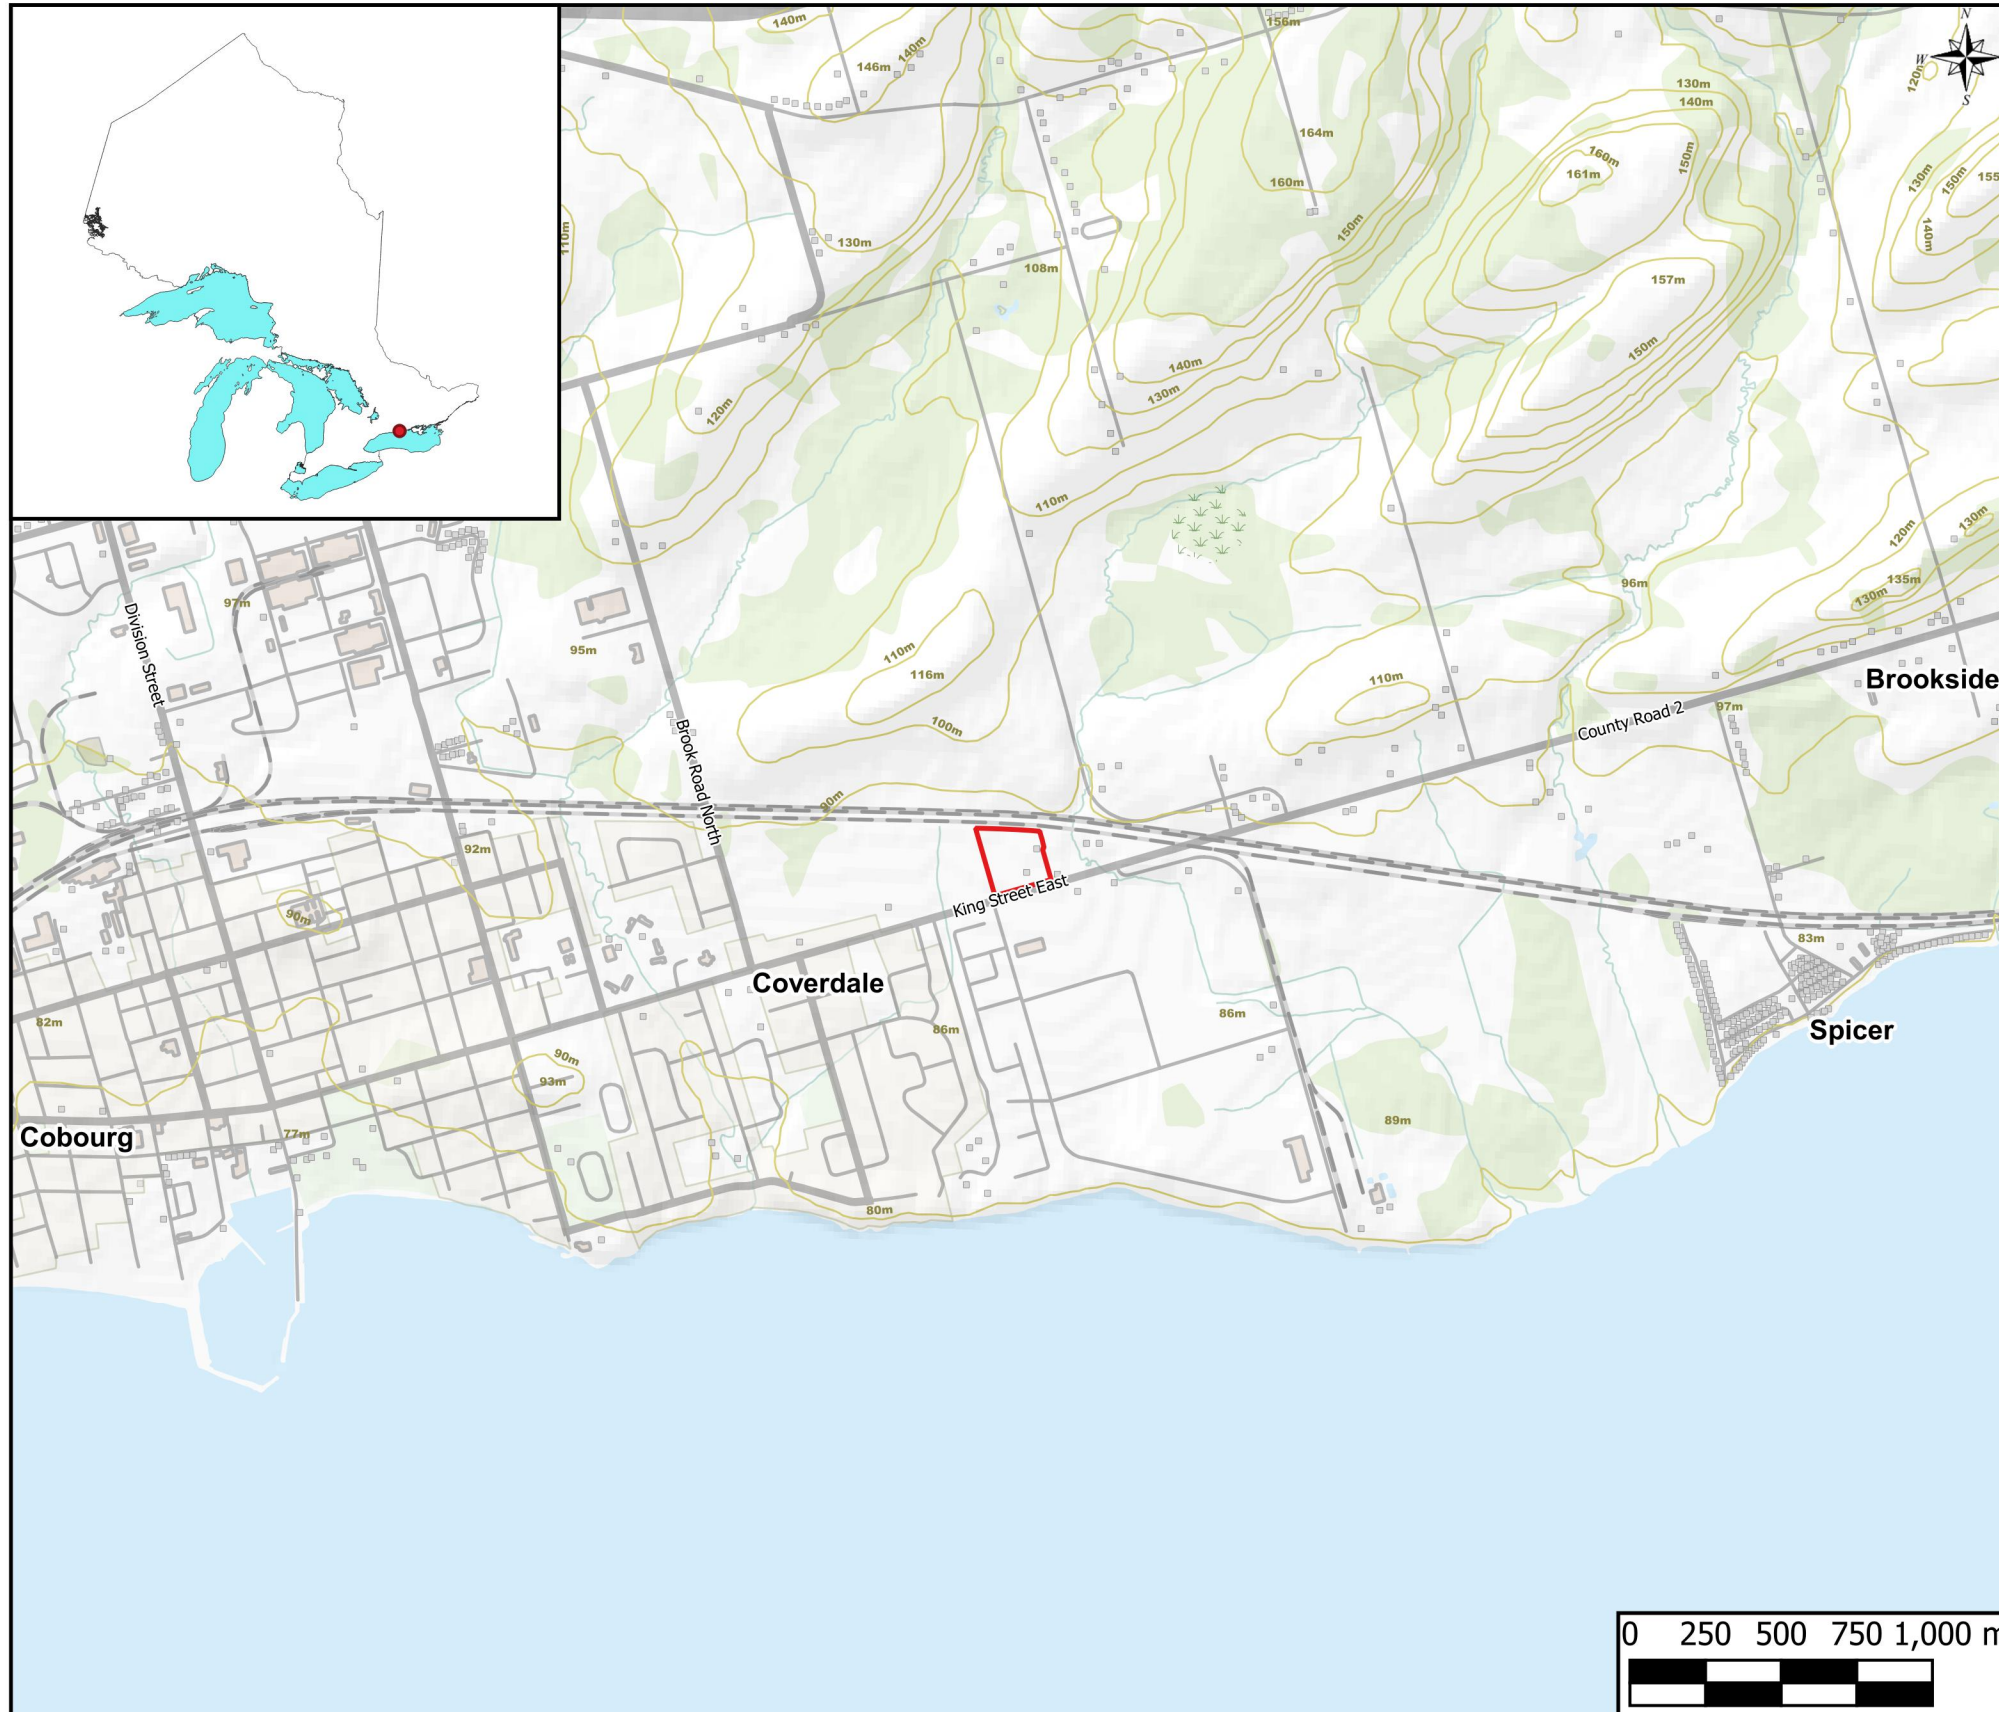 140m
156m
N
146m
140m
W
120m
S
130m
140m
164m
160m
161m
150m
130m
150m
155
160m
110m
130m
150m
140m
108m
157m
120m
140m
130m
150m
110m
120m
130m
97m
96m
135m
130m
Division Street
95m
110m
116m
110m
Brookside
97m
100m
County Road 2
Brook Road North
90m
92m
King Street East
90m
83m
Coverdale
82m
86m
86m
Spicer
90m
93m
Cobourg
77m
89m
80m
0 250 500 750 1,000 m